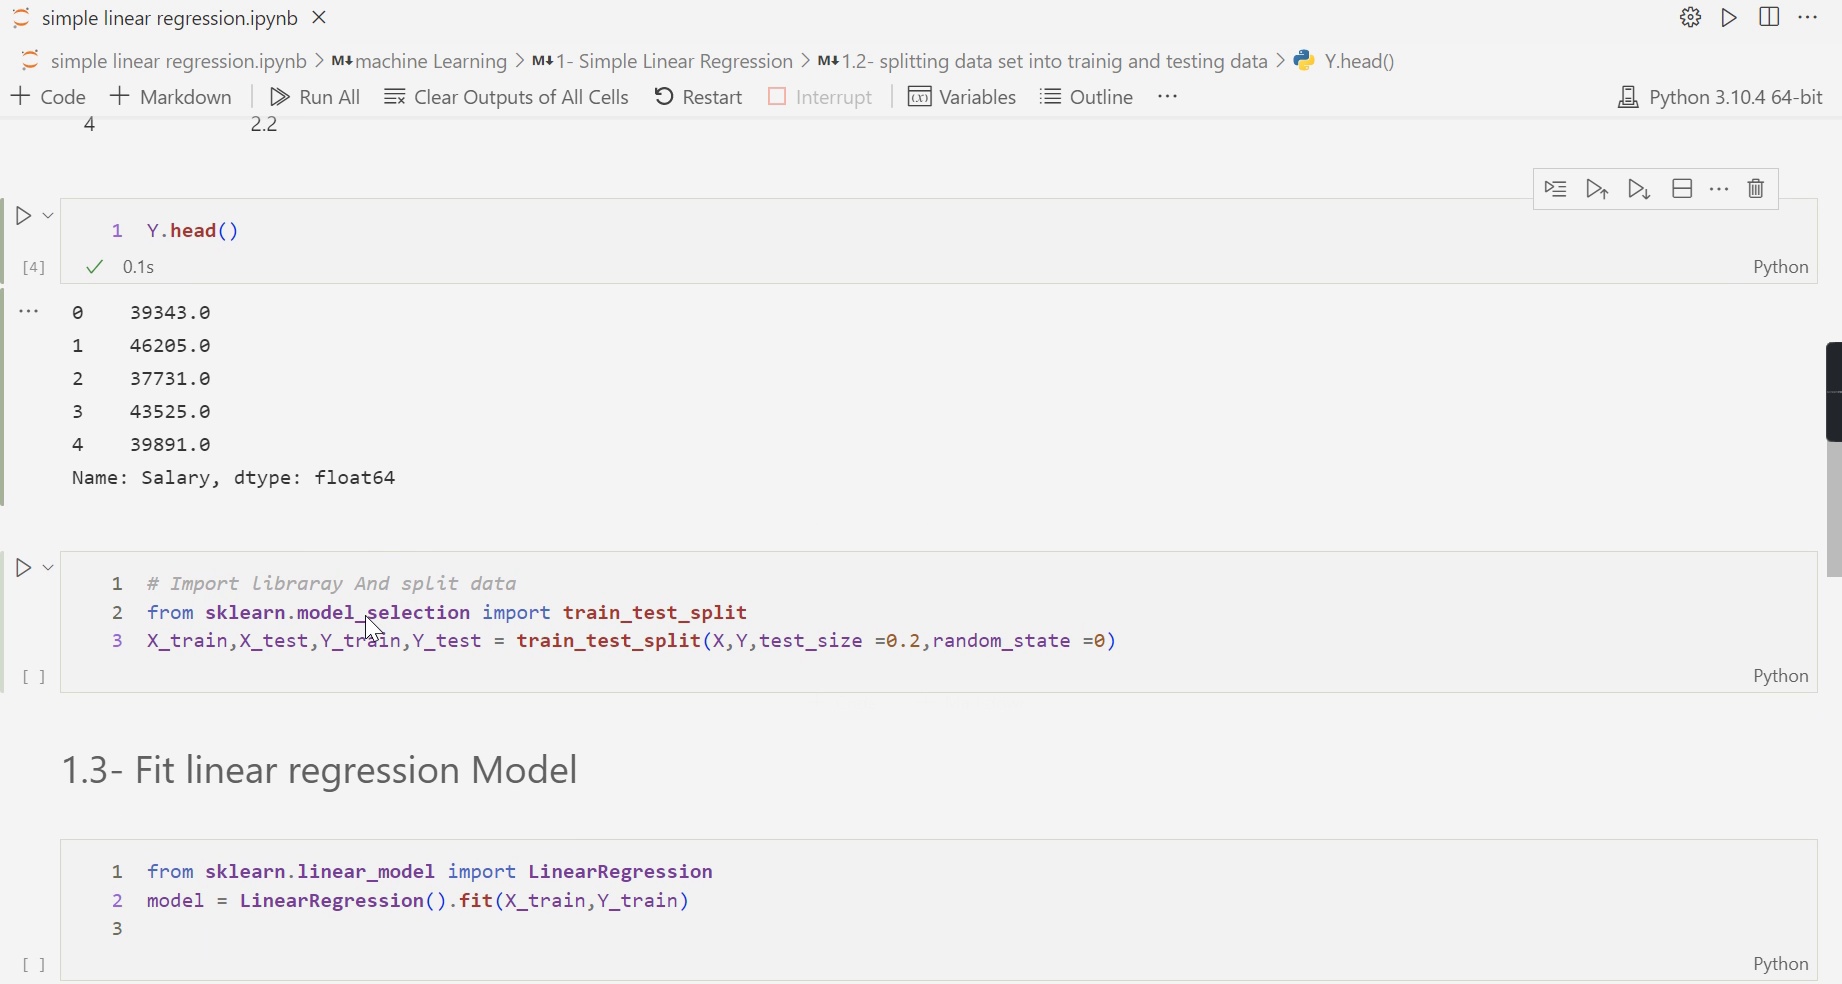 simple linear regression.ipynb
simple linear regression.ipynb > M↓ machine Learning > M↓ 1- Simple Linear Regression > M↓ 1.2- splitting data set into trainig and testing data > Y.head()
+ Code + Markdown Run All Clear Outputs of All Cells Restart Interrupt Variables Outline ... Python 3.10.4 64-bit
4 2.2
1 Y.head()
[4] 0.1s Python
0 39343.0
1 46205.0
2 37731.0
3 43525.0
4 39891.0
Name: Salary, dtype: float64
1 # Import libraray And split data
2 from sklearn.model_selection import train_test_split
3 X_train,X_test,Y_train,Y_test = train_test_split(X,Y,test_size =0.2,random_state =0)
[ ] Python
1.3- Fit linear regression Model
1 from sklearn.linear_model import LinearRegression
2 model = LinearRegression().fit(X_train,Y_train)
3
[ ] Python